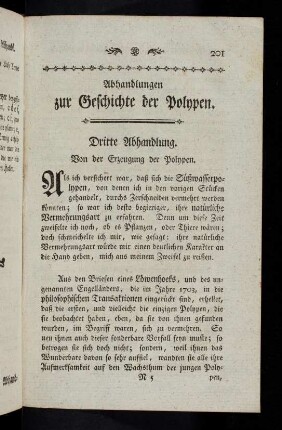 201
Abhandlungen
zur Geschichte der Polypen.
Dritte Abhandlung.
Von der Erzeugung der Polypen.
Als ich versichert war, daß sich die Süßwasserpo-
lypen, von denen ich in den vorigen Stücken
gehandelt, durchs Zerschneiden vermehret werden
können; so war ich desto begieriger, ihre natürliche
Vermehrungsart zu erfahren. Denn um diese Zeit
zweifelte ich noch, ob es Pflanzen, oder Thiere wären;
doch schmeichelte ich mir, wie gesagt; ihre natürliche
Vermehrungsart würde mir einen deutlichen Karakter an
die Hand geben, mich aus meinem Zweifel zu reissen.
Aus den Briefen eines Löwenhoeks, und des un-
genannten Engelländers, die im Jahre 1703, in die
philosophischen Transaktionen eingerückt sind, erhellet,
daß die ersten, und vielleicht die einzigen Polypen, die
sie beobachtet haben, eben, da sie von ihnen gefunden
wurden, im Begriff waren, sich zu vermehren. So
neu ihnen auch dieser sonderbare Vorfall seyn mußte; so
betrogen sie sich doch nicht; sondern, weil ihnen das
Wunderbare davon so sehr auffiel, wandten sie alle ihre
Aufmerksamkeit auf den Wachsthum der jungen Poly-
N 5 pen,